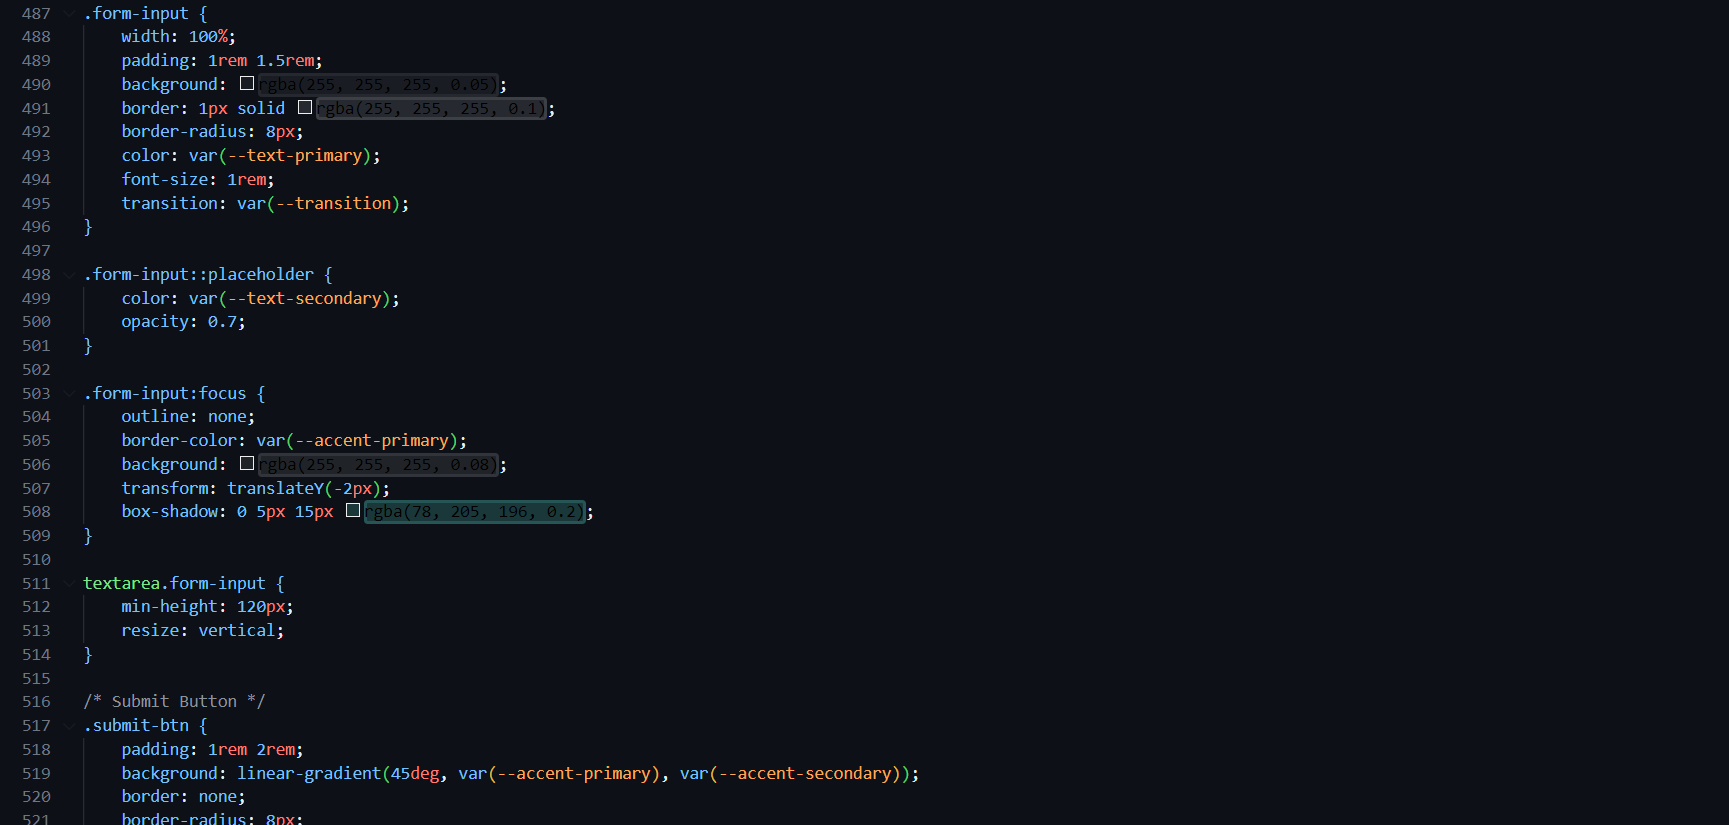 487 .form-input {
488 width: 100%;
489 padding: 1rem 1.5rem;
490 background: rgba(255, 255, 255, 0.05);
491 border: 1px solid rgba(255, 255, 255, 0.1);
492 border-radius: 8px;
493 color: var(--text-primary);
494 font-size: 1rem;
495 transition: var(--transition);
496 }
497
498 .form-input::placeholder {
499 color: var(--text-secondary);
500 opacity: 0.7;
501 }
502
503 .form-input:focus {
504 outline: none;
505 border-color: var(--accent-primary);
506 background: rgba(255, 255, 255, 0.08);
507 transform: translateY(-2px);
508 box-shadow: 0 5px 15px rgba(78, 205, 196, 0.2);
509 }
510
511 textarea.form-input {
512 min-height: 120px;
513 resize: vertical;
514 }
515
516 /* Submit Button */
517 .submit-btn {
518 padding: 1rem 2rem;
519 background: linear-gradient(45deg, var(--accent-primary), var(--accent-secondary));
520 border: none;
521 border-radius: 8px;